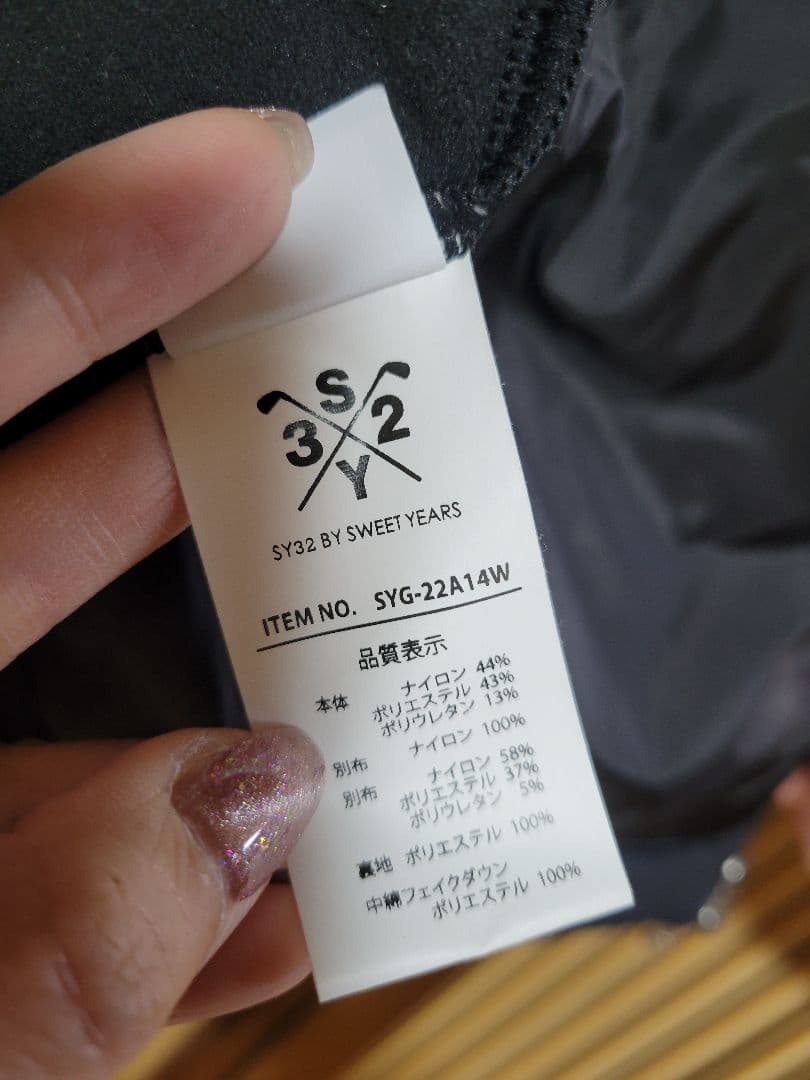 S
3 2
Y
SY32 BY SWEET YEARS
ITEM NO. SYG-22A14W
品質表示
本体 ナイロン 44%
ポリエステル 43%
ポリウレタン 13%
別布 ナイロン 100%
別布 ナイロン 58%
ポリエステル 37%
ポリウレタン 5%
裏地 ポリエステル 100%
中綿フェイクダウン
ポリエステル 100%